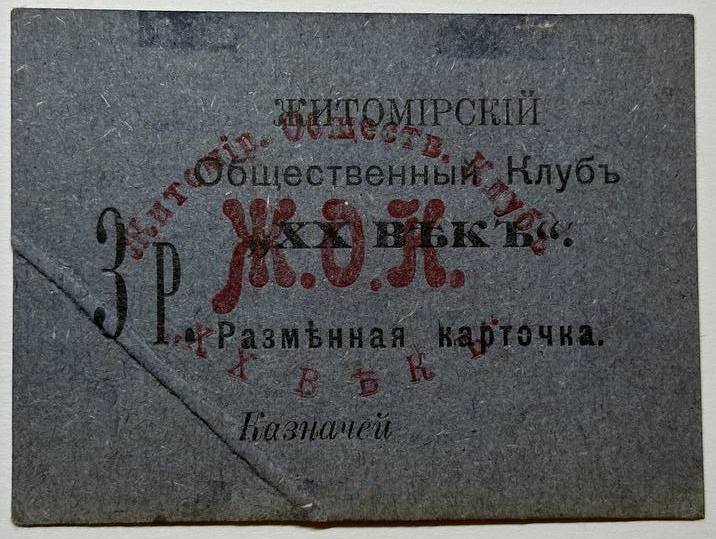 ЖИТОМІРСКІЙ
Общественный Клубъ
„XX ВѢКЪ“.
3 Р.
Размѣнная карточка.
Казначей
Житомір. Обществ. Клубъ
Ж.О.К.
XX ВѢКЪ.